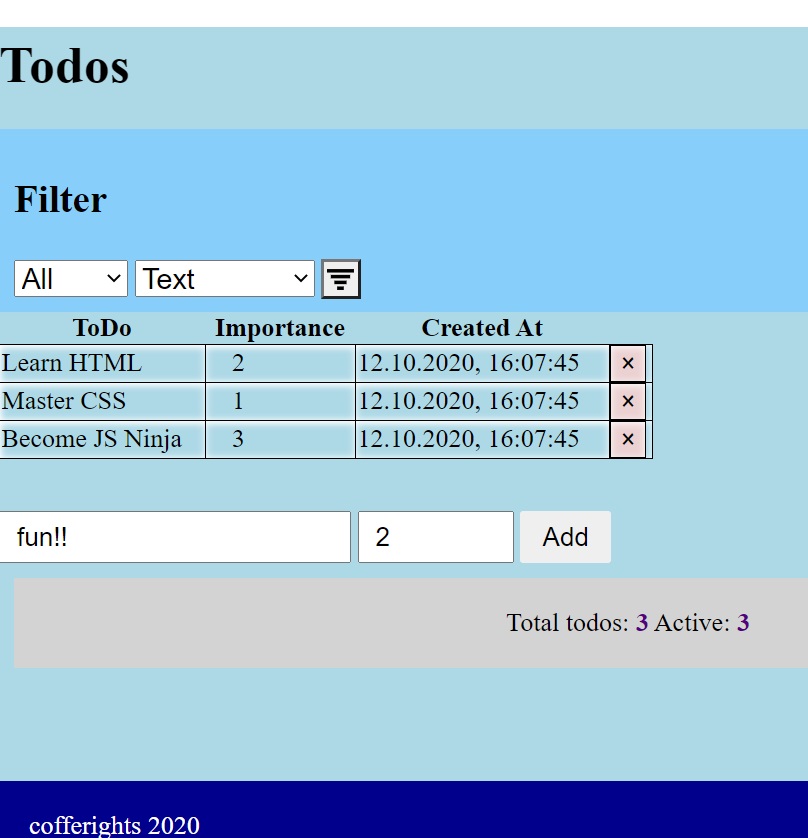 Todos
Filter
All Text
ToDo Importance Created At
Learn HTML 2 12.10.2020, 16:07:45 ×
Master CSS 1 12.10.2020, 16:07:45 ×
Become JS Ninja 3 12.10.2020, 16:07:45 ×
fun!! 2 Add
Total todos: 3 Active: 3
cofferights 2020